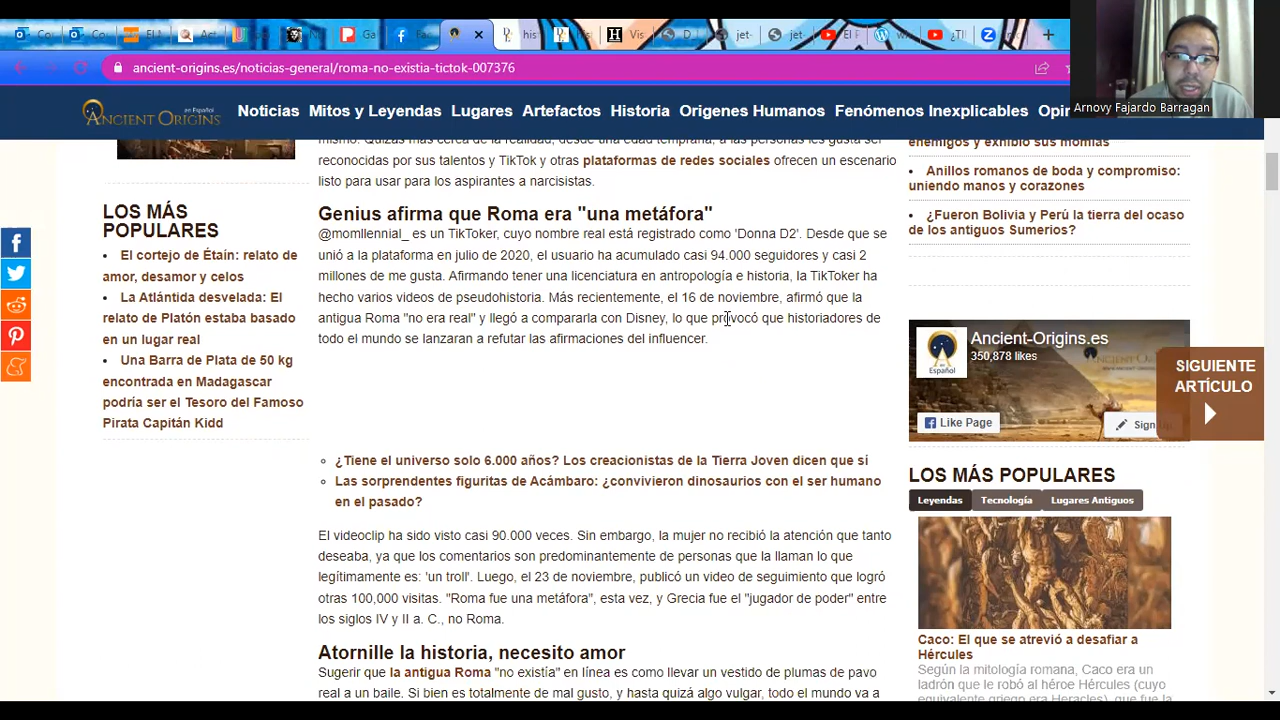 ancient-origins.es/noticias-general/roma-no-existia-tictok-007376
Arnovy Fajardo Barragan
ANCIENT ORIGINS
en Español
Noticias Mitos y Leyendas Lugares Artefactos Historia Origenes Humanos Fenómenos Inexplicables
mismo. Quizás más cerca de la realidad, desde una edad temprana, a las personas les gusta ser
reconocidas por sus talentos y TikTok y otras plataformas de redes sociales ofrecen un escenario
listo para usar para los aspirantes a narcisistas.
Genius afirma que Roma era "una metáfora"
@momllennial_ es un TikToker, cuyo nombre real está registrado como 'Donna D2'. Desde que se
unió a la plataforma en julio de 2020, el usuario ha acumulado casi 94.000 seguidores y casi 2
millones de me gusta. Afirmando tener una licenciatura en antropología e historia, la TikToker ha
hecho varios videos de pseudohistoria. Más recientemente, el 16 de noviembre, afirmó que la
antigua Roma "no era real" y llegó a compararla con Disney, lo que provocó que historiadores de
todo el mundo se lanzaran a refutar las afirmaciones del influencer.
¿Tiene el universo solo 6.000 años? Los creacionistas de la Tierra Joven dicen que sí
Las sorprendentes figuritas de Acámbaro: ¿convivieron dinosaurios con el ser humano
en el pasado?
El videoclip ha sido visto casi 90.000 veces. Sin embargo, la mujer no recibió la atención que tanto
deseaba, ya que los comentarios son predominantemente de personas que la llaman lo que
legítimamente es: 'un troll'. Luego, el 23 de noviembre, publicó un video de seguimiento que logró
otras 100,000 visitas. "Roma fue una metáfora", esta vez, y Grecia fue el "jugador de poder" entre
los siglos IV y II a. C., no Roma.
Atornille la historia, necesito amor
Sugerir que la antigua Roma "no existía" en línea es como llevar un vestido de plumas de pavo
real a un baile. Si bien es totalmente de mal gusto, y hasta quizá algo vulgar, todo el mundo va a
LOS MÁS
POPULARES
El cortejo de Étaín: relato de
amor, desamor y celos
La Atlántida desvelada: El
relato de Platón estaba basado
en un lugar real
Una Barra de Plata de 50 kg
encontrada en Madagascar
podría ser el Tesoro del Famoso
Pirata Capitán Kidd
enemigos y exhibió sus momias
Anillos romanos de boda y compromiso:
uniendo manos y corazones
¿Fueron Bolivia y Perú la tierra del ocaso
de los antiguos Sumerios?
Ancient-Origins.es
350,878 likes
Like Page
SIGUIENTE
ARTÍCULO
LOS MÁS POPULARES
Leyendas Tecnología Lugares Antiguos
Caco: El que se atrevió a desafiar a
Hércules
Según la mitología romana, Caco era un
ladrón que le robó al héroe Hércules (cuyo
equivalente griego era Heracles), que fue la